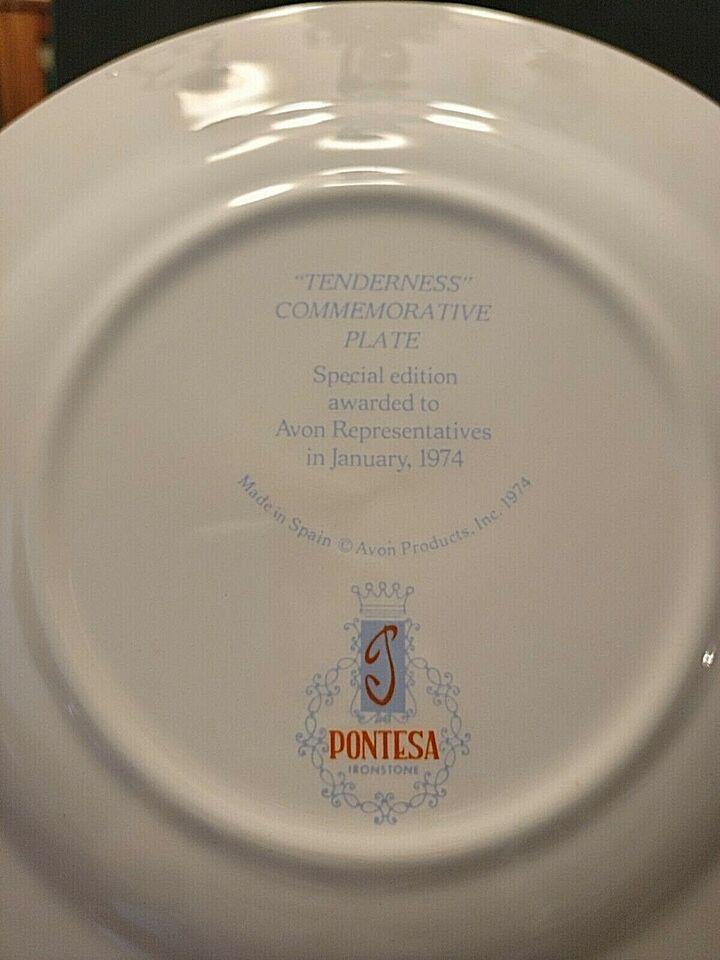 "TENDERNESS"
COMMEMORATIVE
PLATE
Special edition
awarded to
Avon Representatives
in January, 1974
Made in Spain © Avon Products, Inc. 1974
P
PONTESA
IRONSTONE